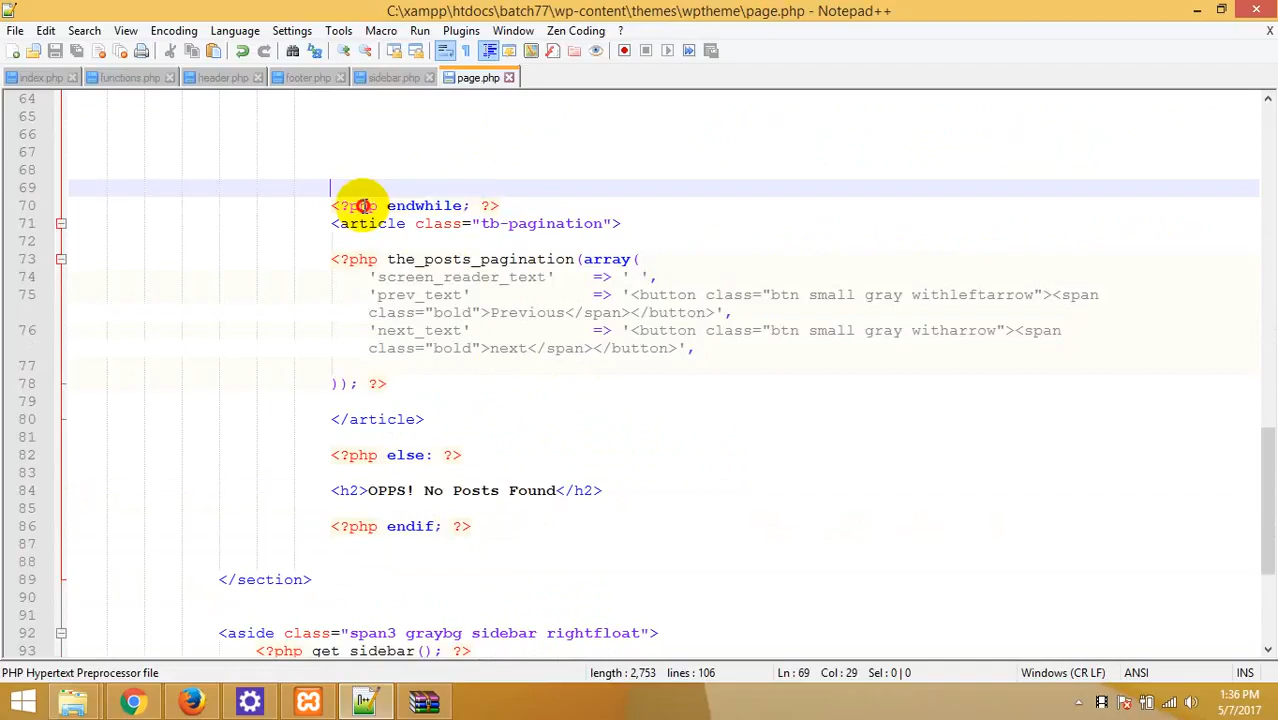 C:\xampp\htdocs\batch77\wp-content\themes\wptheme\page.php - Notepad++
File Edit Search View Encoding Language Settings Tools Macro Run Plugins Window Zen Coding ? X
index.php functions.php header.php footer.php sidebar.php page.php
64
65
66
67
68
69
70 <?php endwhile; ?>
71 <article class="tb-pagination">
72
73 <?php the_posts_pagination(array(
74 'screen_reader_text' => ' ',
75 'prev_text' => '<button class="btn small gray withleftarrow"><span
class="bold">Previous</span></button>',
76 'next_text' => '<button class="btn small gray witharrow"><span
class="bold">next</span></button>',
77
78 )); ?>
79
80 </article>
81
82 <?php else: ?>
83
84 <h2>OPPS! No Posts Found</h2>
85
86 <?php endif; ?>
87
88
89 </section>
90
91
92 <aside class="span3 graybg sidebar rightfloat">
93 <?php get_sidebar(); ?>
PHP Hypertext Preprocessor file length : 2,753 lines : 106 Ln : 69 Col : 29 Sel : 0 | 0 Windows (CR LF) ANSI INS
1:36 PM
5/7/2017